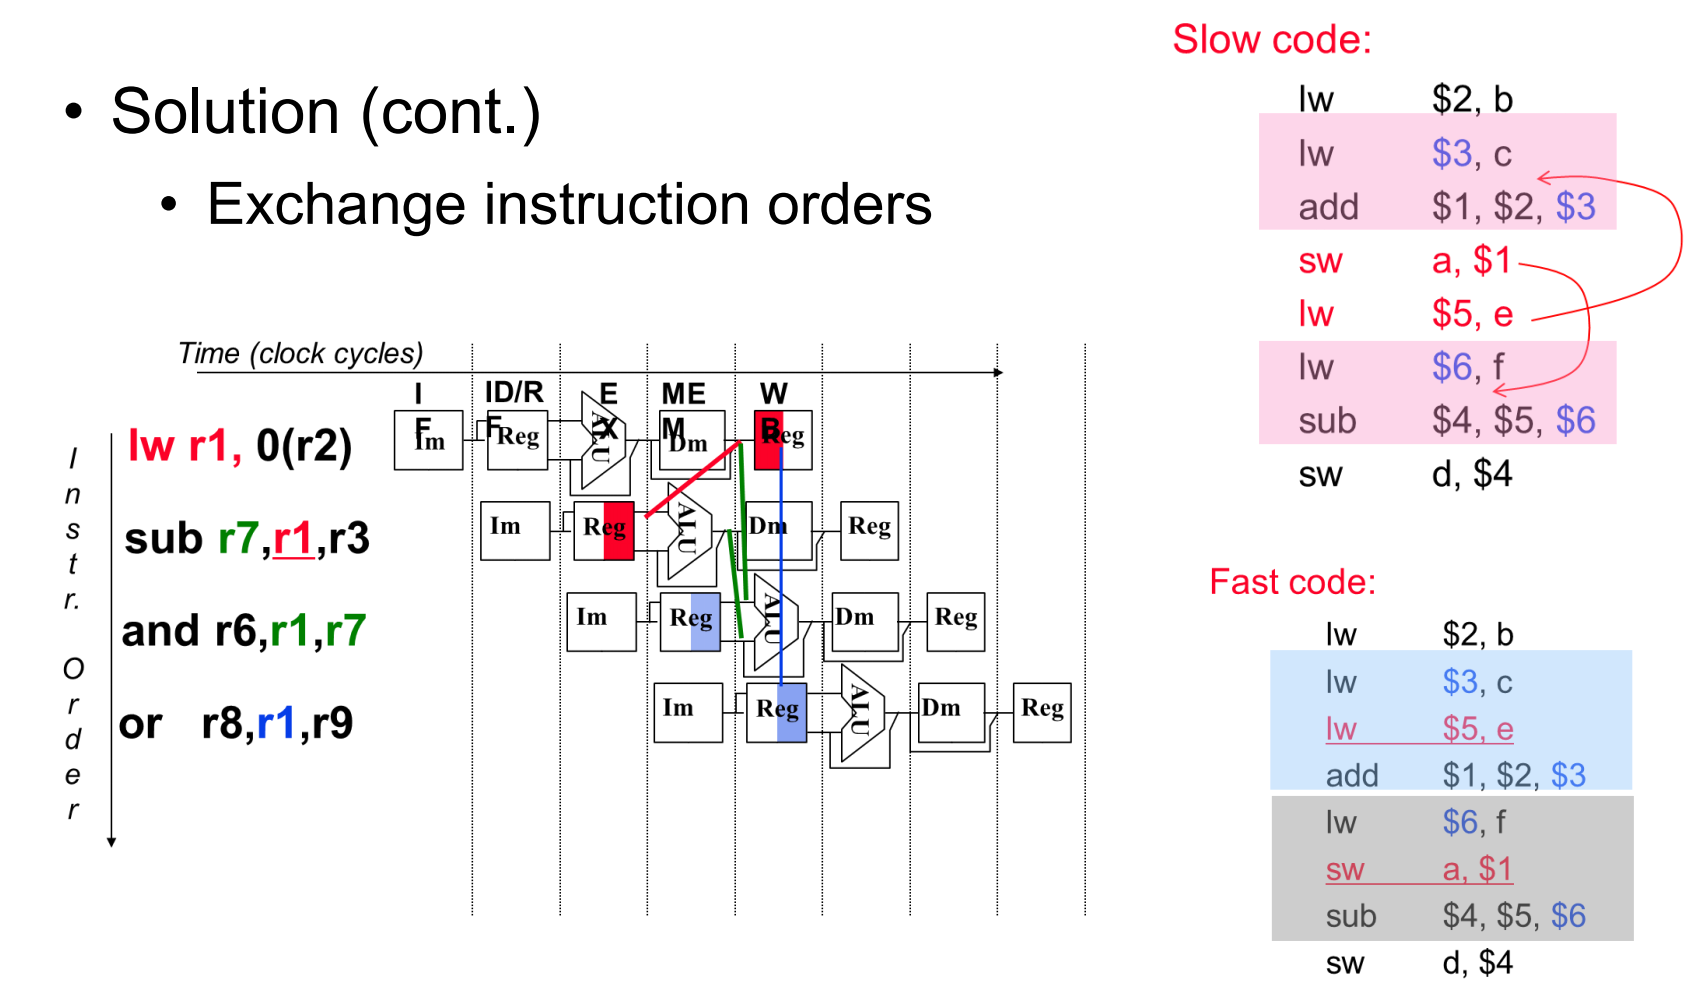 • Solution (cont.)
• Exchange instruction orders
Time (clock cycles)
IF ID/RF EX MEM WB
Instr. Order
lw r1, 0(r2)
Im Reg ALU Dm Reg
sub r7,r1,r3
Im Reg ALU Dm Reg
and r6,r1,r7
Im Reg ALU Dm Reg
or r8,r1,r9
Im Reg ALU Dm Reg
Slow code:
lw $2, b
lw $3, c
add $1, $2, $3
sw a, $1
lw $5, e
lw $6, f
sub $4, $5, $6
sw d, $4
Fast code:
lw $2, b
lw $3, c
lw $5, e
add $1, $2, $3
lw $6, f
sw a, $1
sub $4, $5, $6
sw d, $4